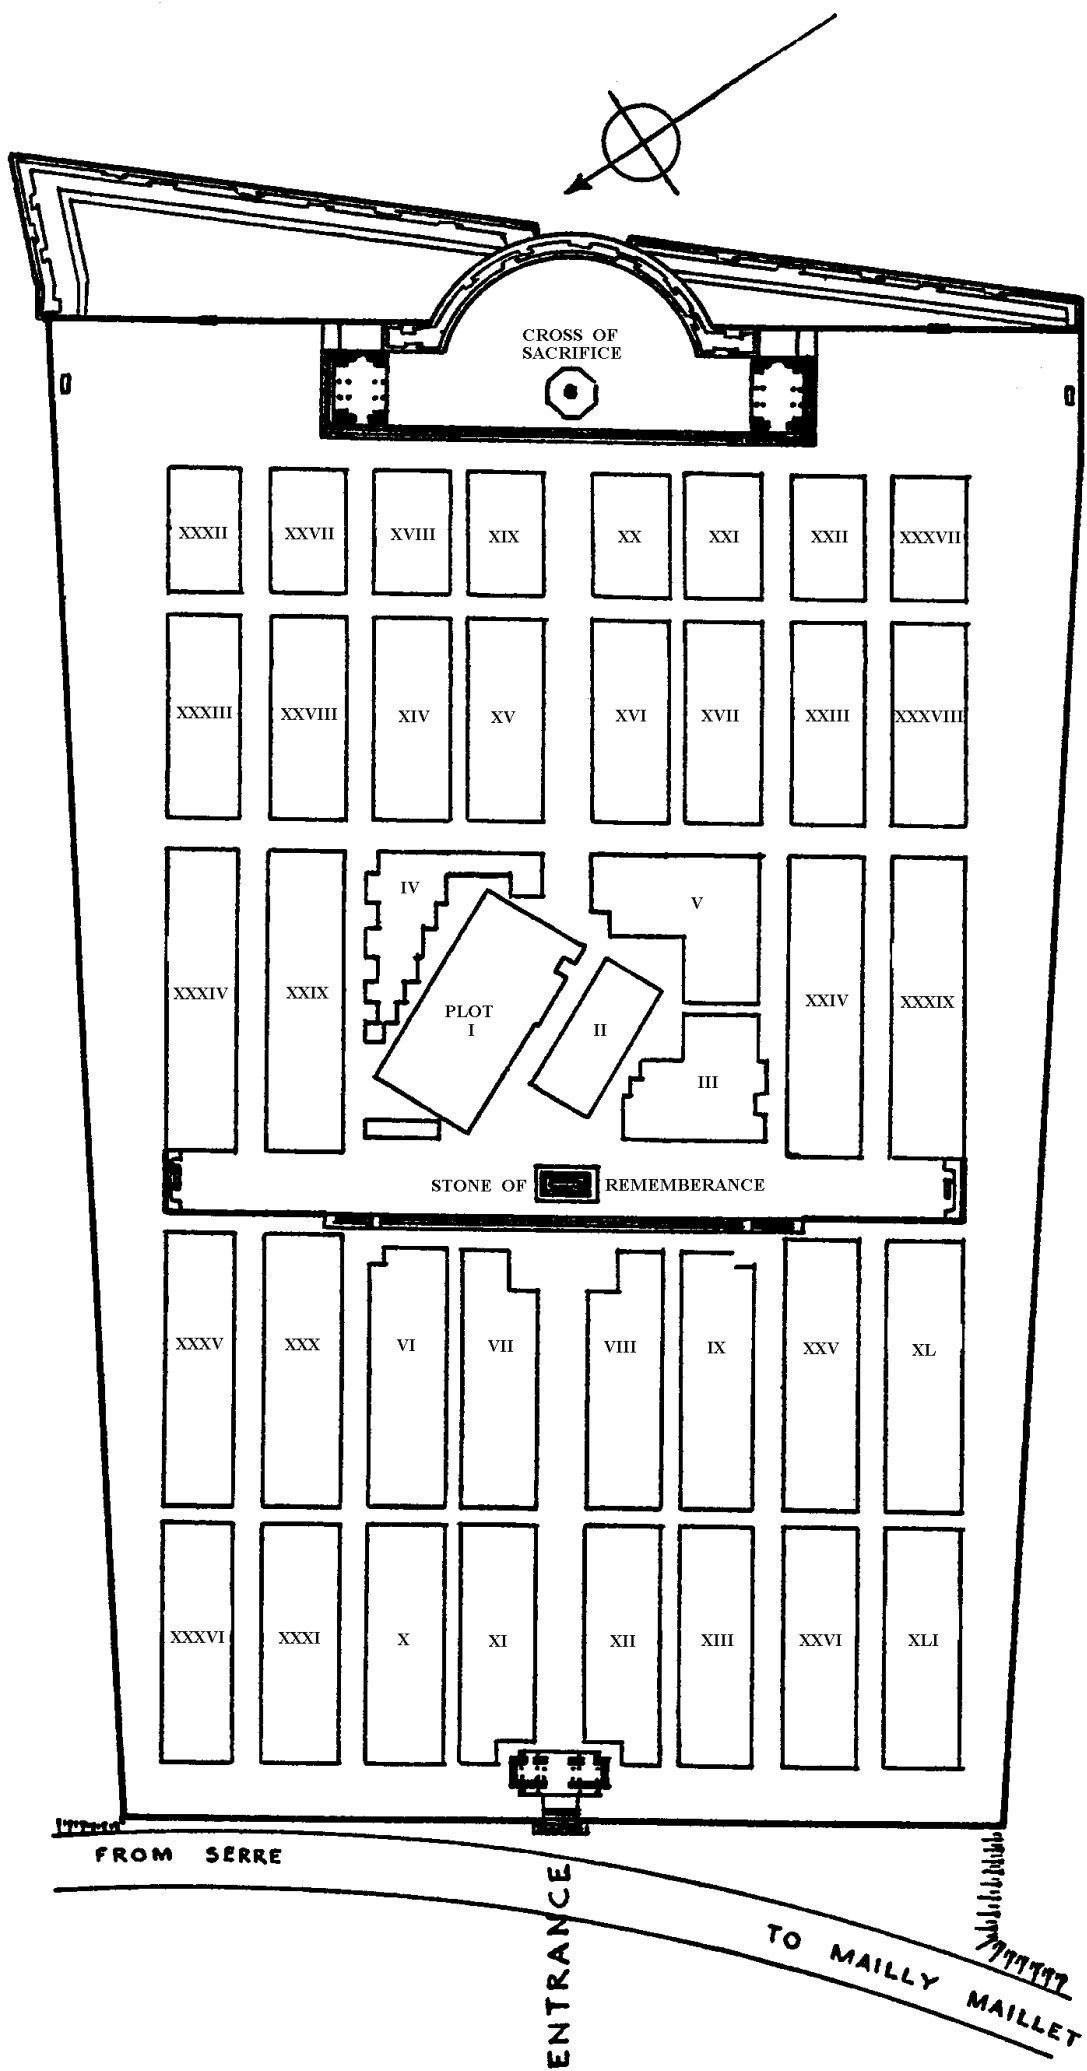 CROSS OF
SACRIFICE
XXXII
XXVII
XVIII
XIX
XX
XXI
XXII
XXXVII
XXXIII
XXVIII
XIV
XV
XVI
XVII
XXIII
XXXVIII
IV
V
XXXIV
XXIX
PLOT
I
II
III
XXIV
XXXIX
STONE OF REMEMBERANCE
XXXV
XXX
VI
VII
VIII
IX
XXV
XL
XXXVI
XXXI
X
XI
XII
XIII
XXVI
XLI
FROM SERRE
ENTRANCE
TO MAILLY MAILLET